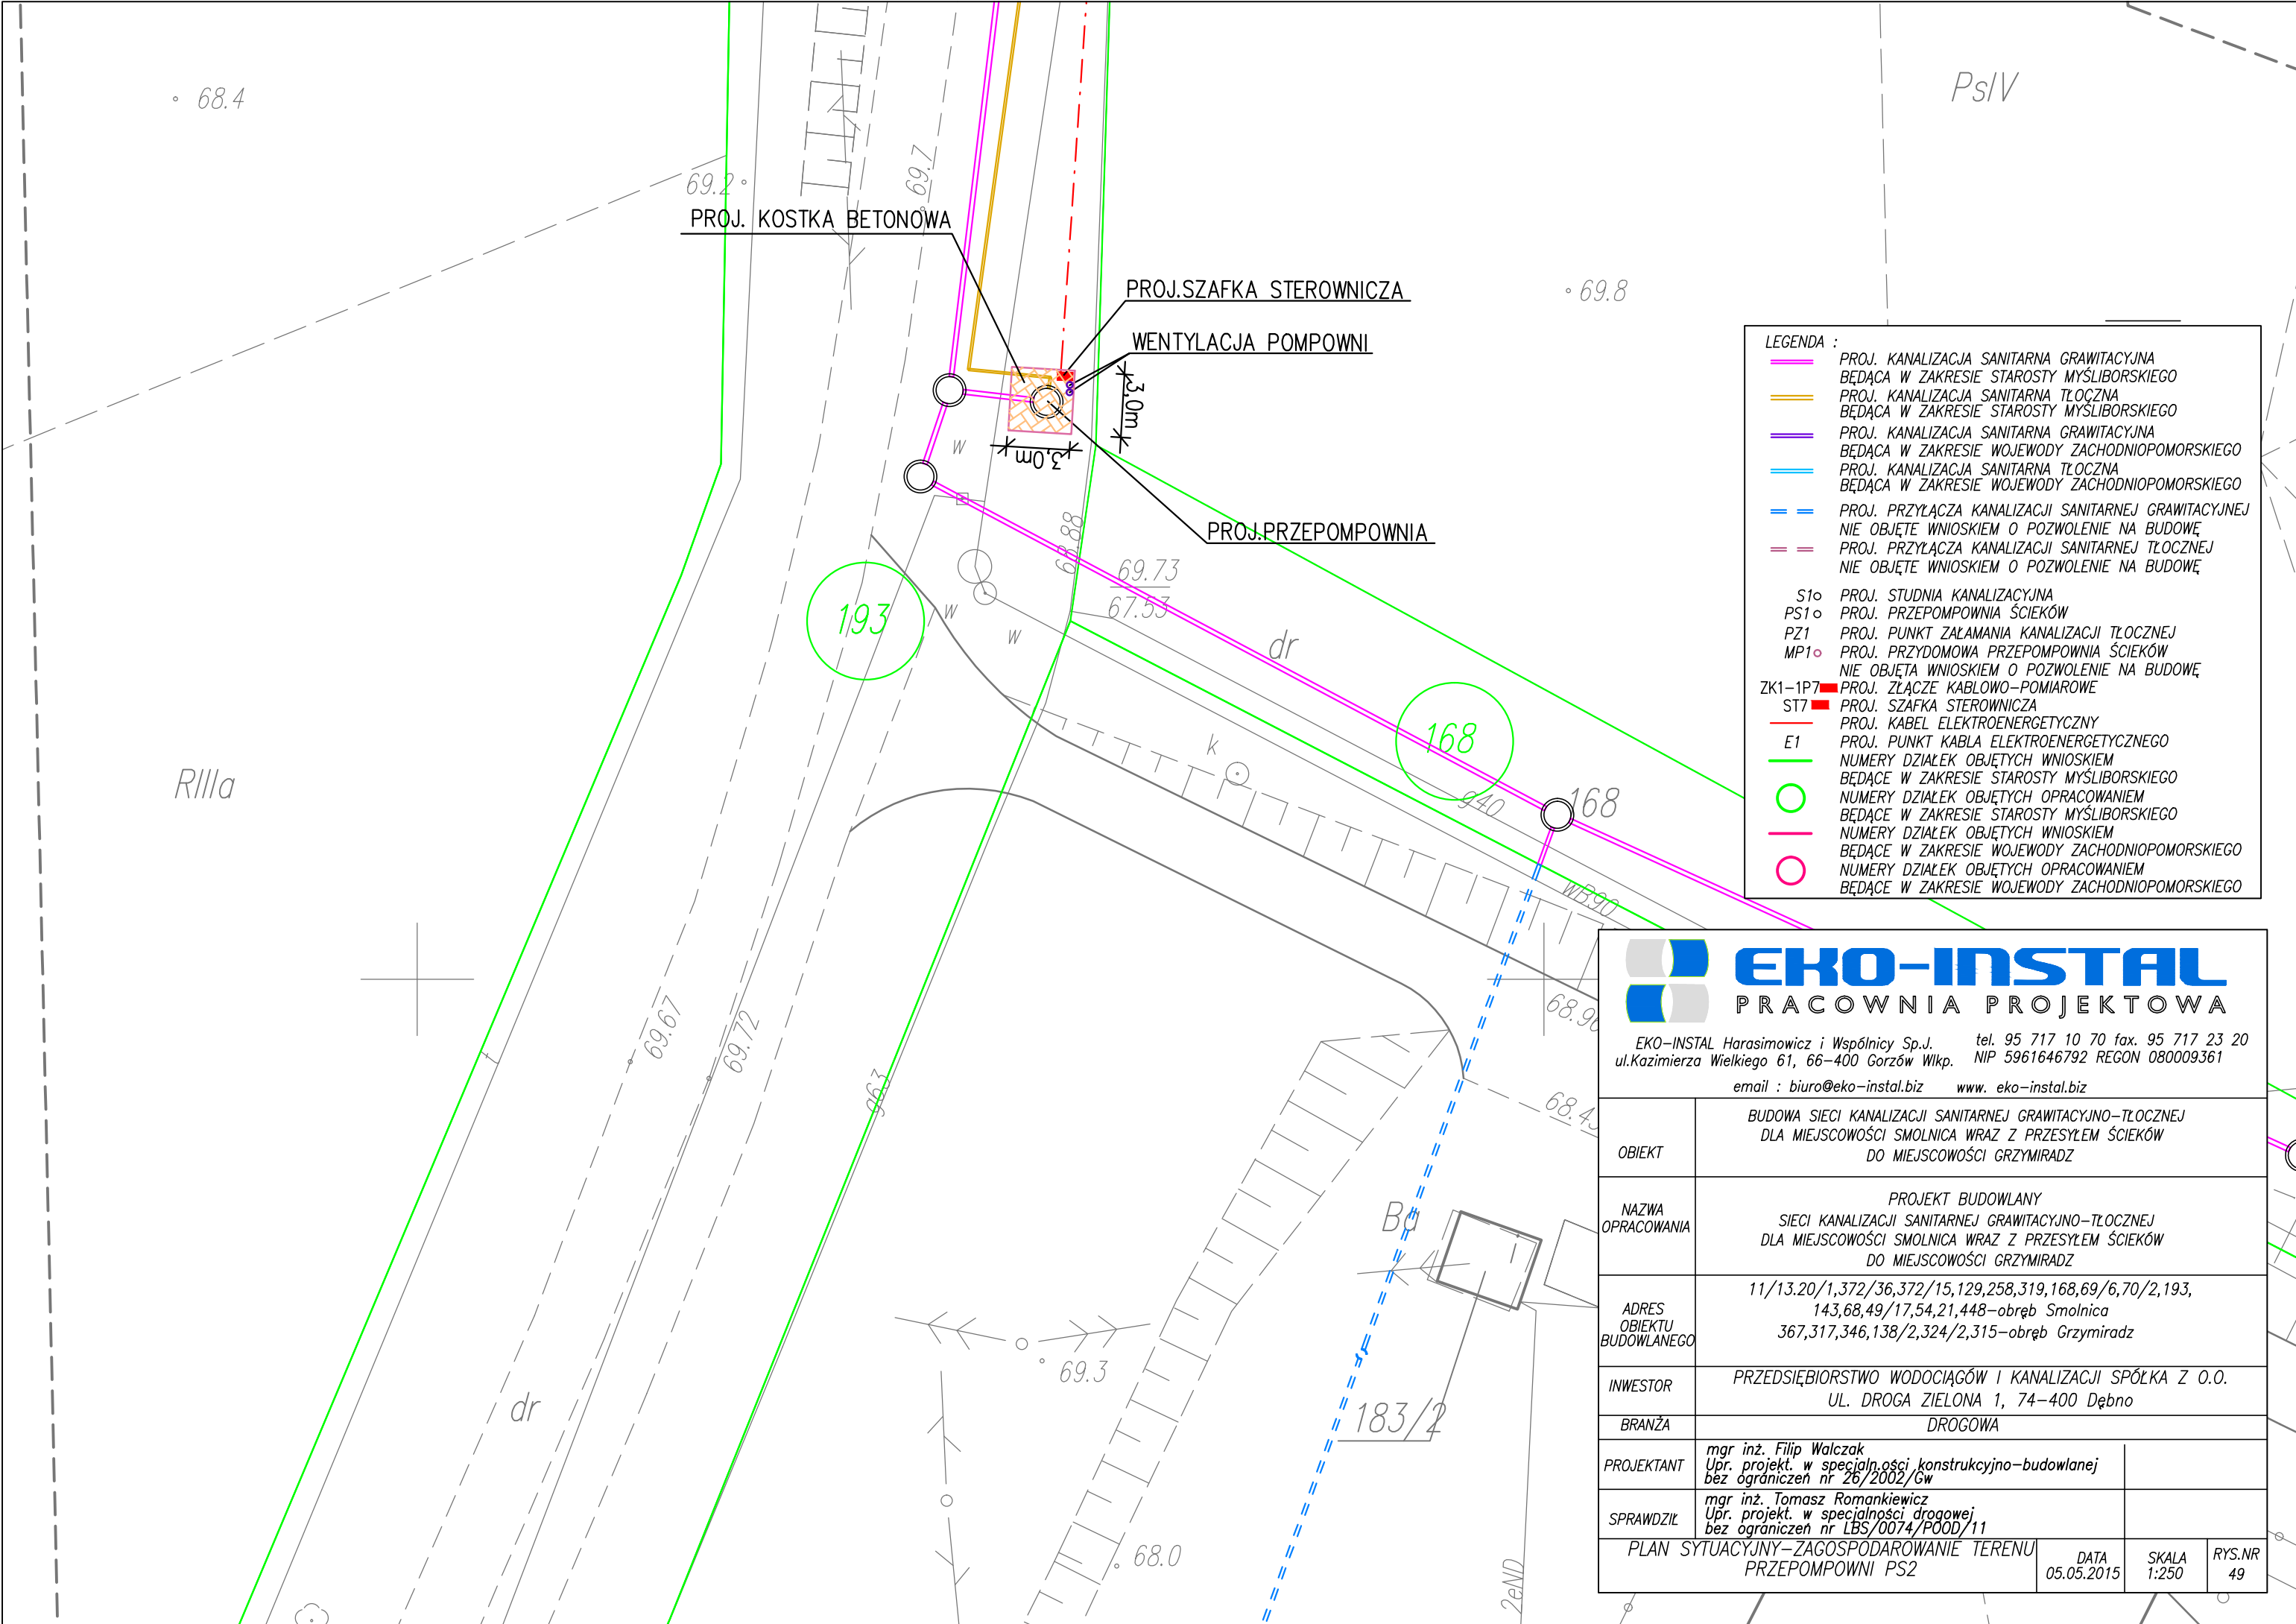 68.4
PsIV
69.2
69.7
PROJ. KOSTKA BETONOWA
PROJ.SZAFKA STEROWNICZA
69.8
WENTYLACJA POMPOWNI
3,0m
3,0m
w
PROJ.PRZEPOMPOWNIA
69.88
69.73
67.53
193
w
w
dr
168
k
g40
168
wB90
RIIIa
68.96
69.67
69.72
g63
68.43
Ba
i
69.3
dr
183/2
68.0
2eND
LEGENDA :
PROJ. KANALIZACJA SANITARNA GRAWITACYJNA
BĘDĄCA W ZAKRESIE STAROSTY MYŚLIBORSKIEGO
PROJ. KANALIZACJA SANITARNA TŁOCZNA
BĘDĄCA W ZAKRESIE STAROSTY MYŚLIBORSKIEGO
PROJ. KANALIZACJA SANITARNA GRAWITACYJNA
BĘDĄCA W ZAKRESIE WOJEWODY ZACHODNIOPOMORSKIEGO
PROJ. KANALIZACJA SANITARNA TŁOCZNA
BĘDĄCA W ZAKRESIE WOJEWODY ZACHODNIOPOMORSKIEGO
PROJ. PRZYŁĄCZA KANALIZACJI SANITARNEJ GRAWITACYJNEJ
NIE OBJĘTE WNIOSKIEM O POZWOLENIE NA BUDOWĘ
PROJ. PRZYŁĄCZA KANALIZACJI SANITARNEJ TŁOCZNEJ
NIE OBJĘTE WNIOSKIEM O POZWOLENIE NA BUDOWĘ
S1 PROJ. STUDNIA KANALIZACYJNA
PS1 PROJ. PRZEPOMPOWNIA ŚCIEKÓW
PZ1 PROJ. PUNKT ZAŁAMANIA KANALIZACJI TŁOCZNEJ
MP1 PROJ. PRZYDOMOWA PRZEPOMPOWNIA ŚCIEKÓW
NIE OBJĘTA WNIOSKIEM O POZWOLENIE NA BUDOWĘ
ZK1-1P7 PROJ. ZŁĄCZE KABLOWO-POMIAROWE
ST7 PROJ. SZAFKA STEROWNICZA
PROJ. KABEL ELEKTROENERGETYCZNY
E1 PROJ. PUNKT KABLA ELEKTROENERGETYCZNEGO
NUMERY DZIAŁEK OBJĘTYCH WNIOSKIEM
BĘDĄCE W ZAKRESIE STAROSTY MYŚLIBORSKIEGO
NUMERY DZIAŁEK OBJĘTYCH OPRACOWANIEM
BĘDĄCE W ZAKRESIE STAROSTY MYŚLIBORSKIEGO
NUMERY DZIAŁEK OBJĘTYCH WNIOSKIEM
BĘDĄCE W ZAKRESIE WOJEWODY ZACHODNIOPOMORSKIEGO
NUMERY DZIAŁEK OBJĘTYCH OPRACOWANIEM
BĘDĄCE W ZAKRESIE WOJEWODY ZACHODNIOPOMORSKIEGO
EKO-INSTAL
PRACOWNIA PROJEKTOWA
EKO-INSTAL Harasimowicz i Wspólnicy Sp.J. tel. 95 717 10 70 fax. 95 717 23 20
ul.Kazimierza Wielkiego 61, 66-400 Gorzów Wlkp. NIP 5961646792 REGON 080009361
email : biuro@eko-instal.biz www. eko-instal.biz
OBIEKT
BUDOWA SIECI KANALIZACJI SANITARNEJ GRAWITACYJNO-TŁOCZNEJ
DLA MIEJSCOWOŚCI SMOLNICA WRAZ Z PRZESYŁEM ŚCIEKÓW
DO MIEJSCOWOŚCI GRZYMIRADZ
NAZWA
OPRACOWANIA
PROJEKT BUDOWLANY
SIECI KANALIZACJI SANITARNEJ GRAWITACYJNO-TŁOCZNEJ
DLA MIEJSCOWOŚCI SMOLNICA WRAZ Z PRZESYŁEM ŚCIEKÓW
DO MIEJSCOWOŚCI GRZYMIRADZ
ADRES
OBIEKTU
BUDOWLANEGO
11/13.20/1,372/36,372/15,129,258,319,168,69/6,70/2,193,
143,68,49/17,54,21,448-obręb Smolnica
367,317,346,138/2,324/2,315-obręb Grzymiradz
INWESTOR
PRZEDSIĘBIORSTWO WODOCIĄGÓW I KANALIZACJI SPÓŁKA Z O.O.
UL. DROGA ZIELONA 1, 74-400 Dębno
BRANŻA
DROGOWA
PROJEKTANT
mgr inż. Filip Walczak
Upr. projekt. w specjaln.ości konstrukcyjno-budowlanej
bez ograniczeń nr 26/2002/Gw
SPRAWDZIŁ
mgr inż. Tomasz Romankiewicz
Upr. projekt. w specjalności drogowej
bez ograniczeń nr LBS/0074/POOD/11
PLAN SYTUACYJNY-ZAGOSPODAROWANIE TERENU
PRZEPOMPOWNI PS2
DATA
05.05.2015
SKALA
1:250
RYS.NR
49